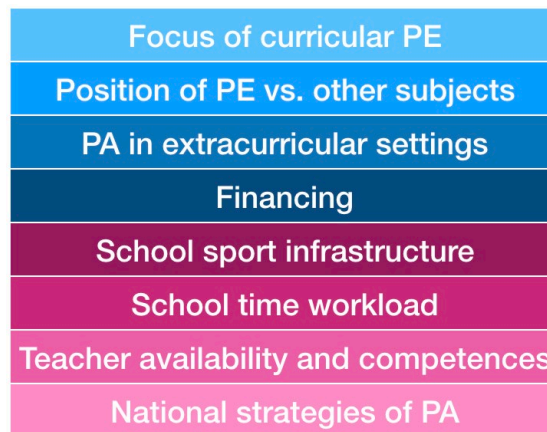 Focus of curricular PE
Position of PE vs. other subjects
PA in extracurricular settings
Financing
School sport infrastructure
School time workload
Teacher availability and competences
National strategies of PA